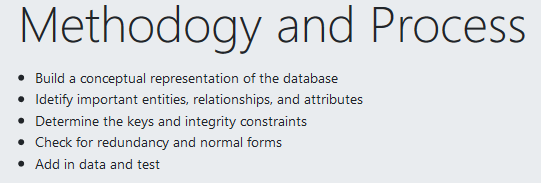 Methodogy and Process
• Build a conceptual representation of the database
• Idetify important entities, relationships, and attributes
• Determine the keys and integrity constraints
• Check for redundancy and normal forms
• Add in data and test